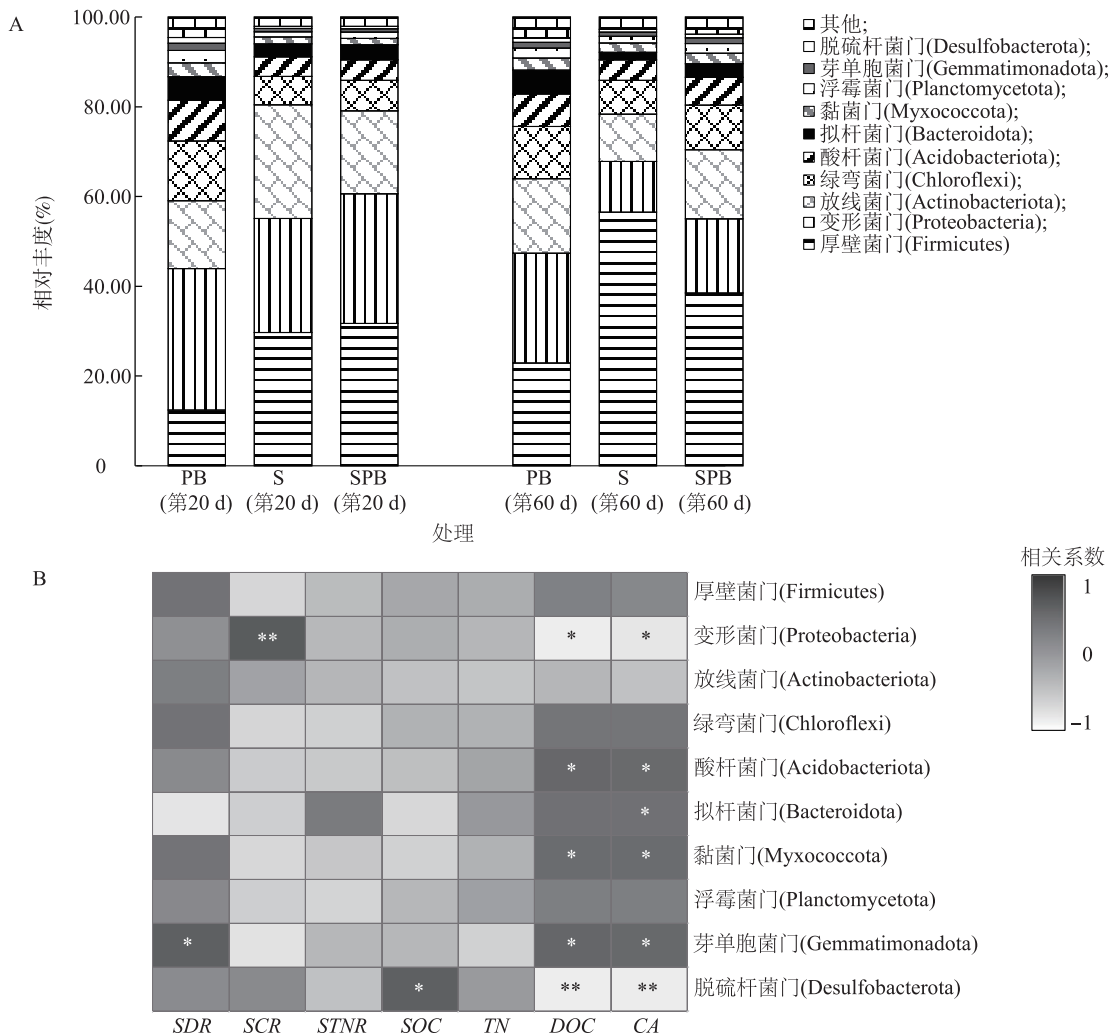 A
100.00
80.00
60.00
40.00
20.00
0
相对丰度(%)
PB
(第20 d)
S
(第20 d)
SPB
(第20 d)
PB
(第60 d)
S
(第60 d)
SPB
(第60 d)
处理
其他;
脱硫杆菌门(Desulfobacterota);
芽单胞菌门(Gemmatimonadota);
浮霉菌门(Planctomycetota);
黏菌门(Myxococcota);
拟杆菌门(Bacteroidota);
酸杆菌门(Acidobacteriota);
绿弯菌门(Chloroflexi);
放线菌门(Actinobacteriota);
变形菌门(Proteobacteria);
厚壁菌门(Firmicutes)
B
厚壁菌门(Firmicutes)
** * * 变形菌门(Proteobacteria)
放线菌门(Actinobacteriota)
绿弯菌门(Chloroflexi)
* * 酸杆菌门(Acidobacteriota)
* 拟杆菌门(Bacteroidota)
* * 黏菌门(Myxococcota)
浮霉菌门(Planctomycetota)
* * * 芽单胞菌门(Gemmatimonadota)
* ** ** 脱硫杆菌门(Desulfobacterota)
SDR SCR STNR SOC TN DOC CA
相关系数
1
0
-1